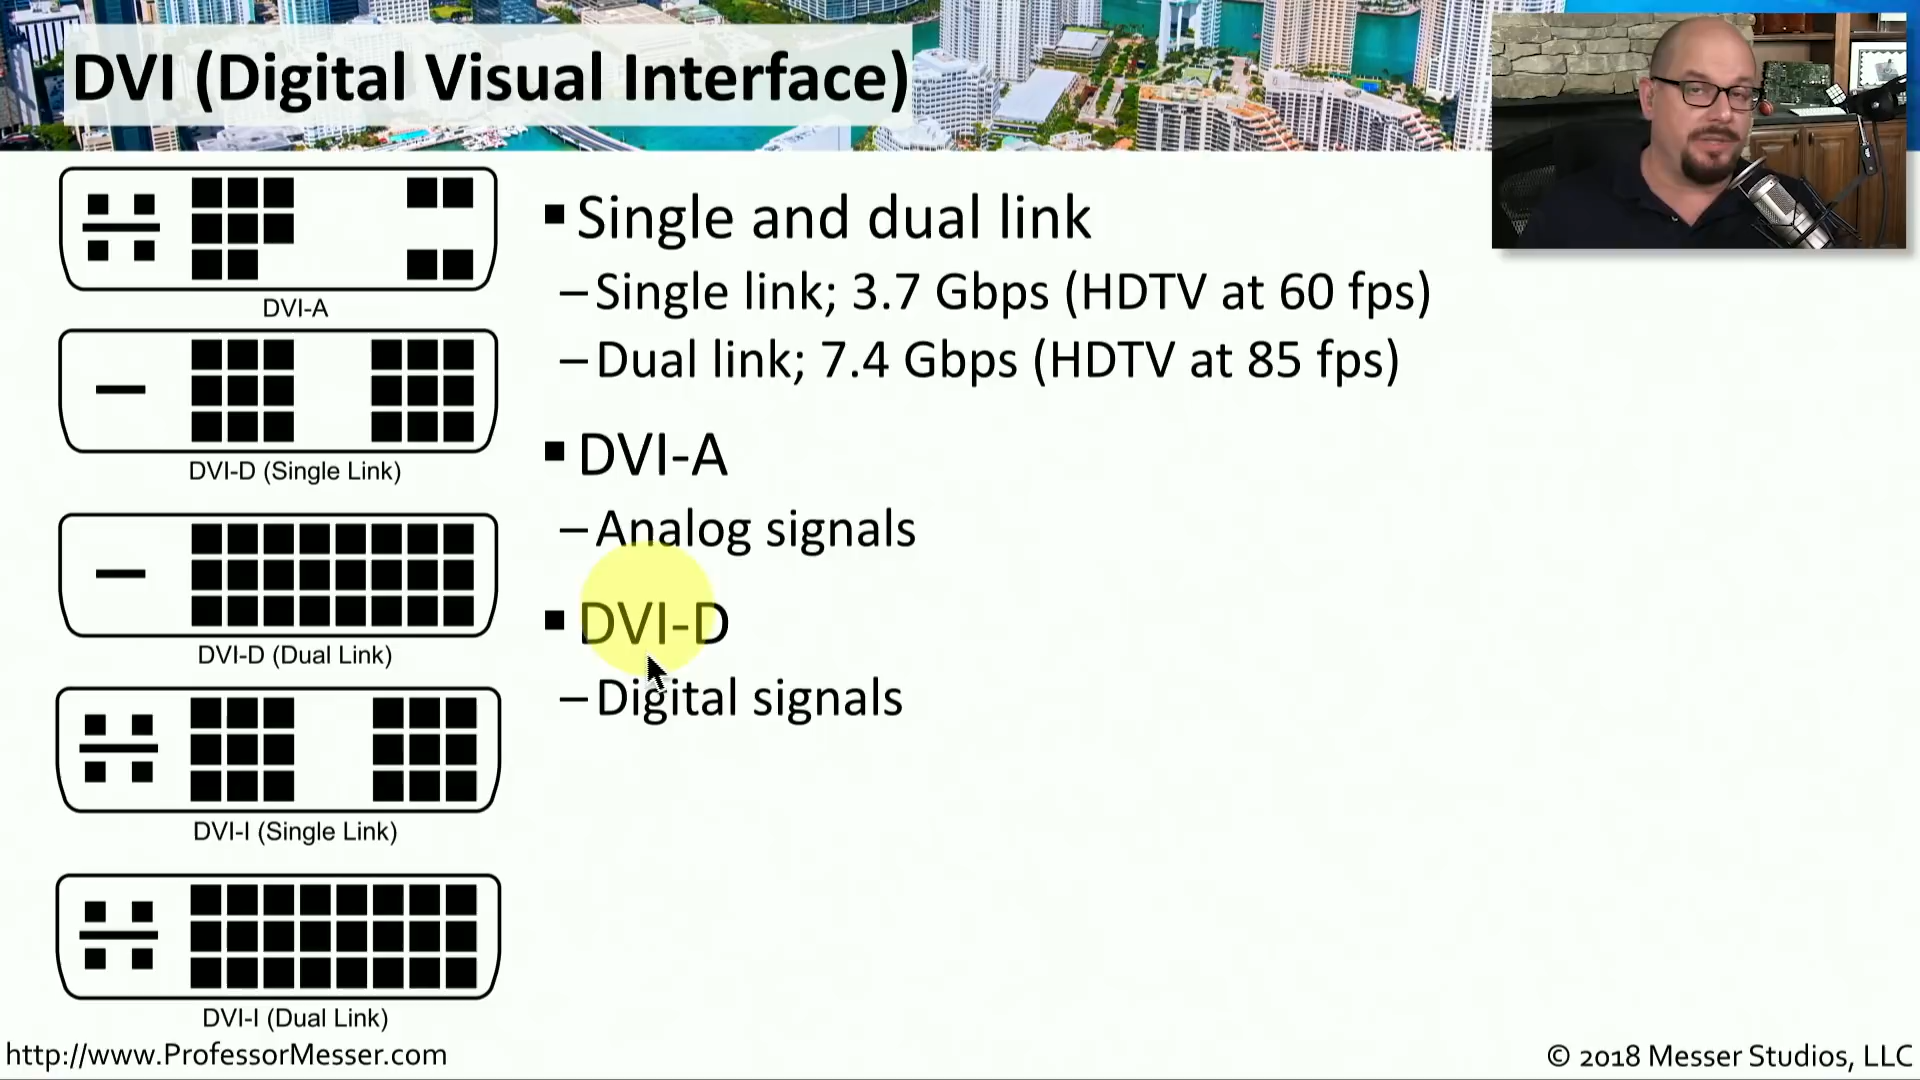 DVI (Digital Visual Interface)
DVI-A
DVI-D (Single Link)
DVI-D (Dual Link)
DVI-I (Single Link)
DVI-I (Dual Link)
Single and dual link
–Single link; 3.7 Gbps (HDTV at 60 fps)
–Dual link; 7.4 Gbps (HDTV at 85 fps)
DVI-A
–Analog signals
DVI-D
–Digital signals
http://www.ProfessorMesser.com
© 2018 Messer Studios, LLC